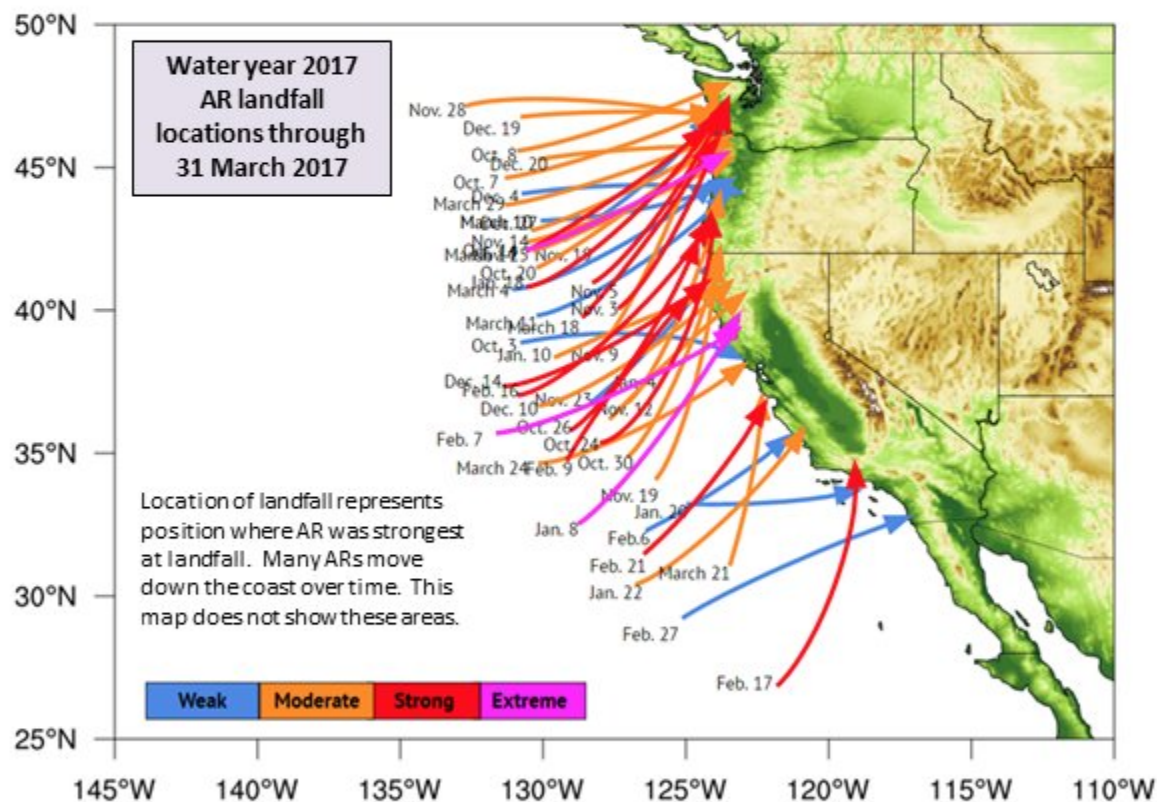 50°N
Water year 2017
AR landfall
locations through
31 March 2017
Nov. 28
Dec. 19
Oct. 8
Dec. 20
45°N
Oct. 7
Dec. 4
March 29
March 10
Nov. 14
Nov. 18
Oct. 20
Jan. 18
March 4
Nov. 5
Nov. 3
40°N
March 11
March 18
Oct. 3
Jan. 10
Nov. 9
Dec. 14
Feb. 16
Jan. 4
Nov. 23
Dec. 10
Nov. 12
Oct. 26
Feb. 7
Oct. 24
35°N
March 24
Feb. 9
Oct. 30
Nov. 19
Jan. 20
Jan. 8
Feb.6
Feb. 21
March 21
Jan. 22
Location of landfall represents
position where AR was strongest
at landfall. Many ARs move
down the coast over time. This
map does not show these areas.
30°N
Feb. 27
Feb. 17
Weak
Moderate
Strong
Extreme
25°N
145°W
140°W
135°W
130°W
125°W
120°W
115°W
110°W